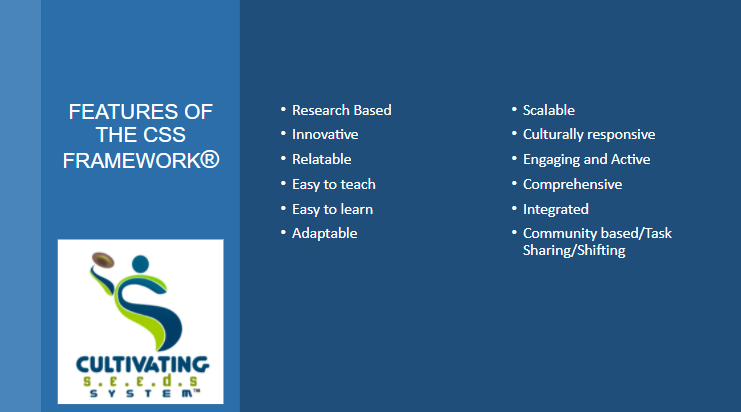 FEATURES OF
THE CSS
FRAMEWORK®
• Research Based
• Innovative
• Relatable
• Easy to teach
• Easy to learn
• Adaptable
• Scalable
• Culturally responsive
• Engaging and Active
• Comprehensive
• Integrated
• Community based/Task
Sharing/Shifting
CULTIVATING
s.e.e.d.s
SYSTEM™